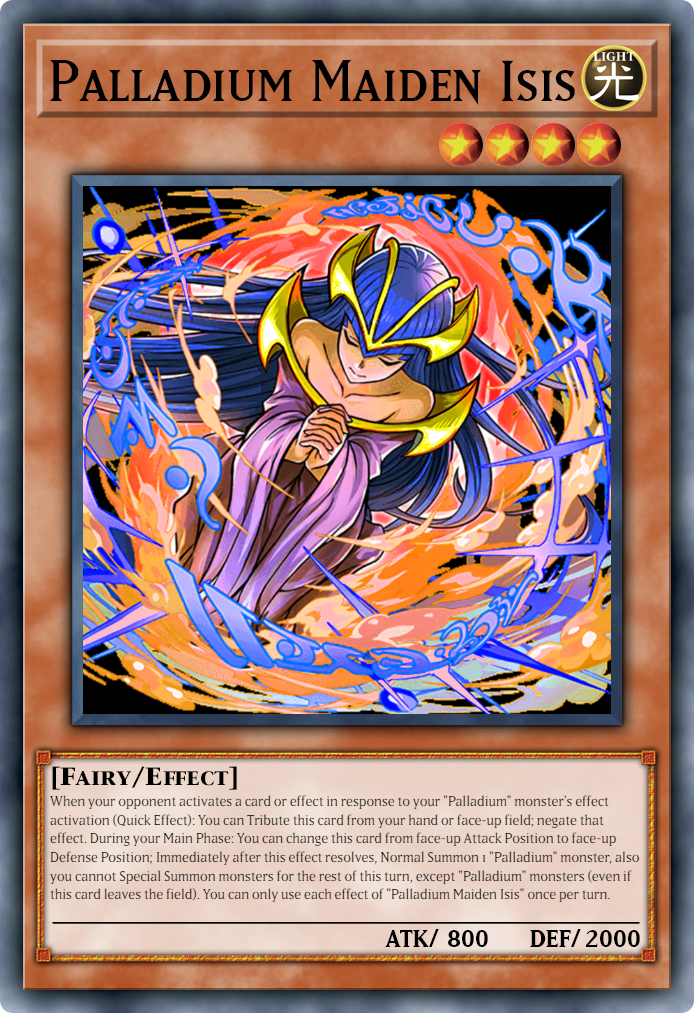 Palladium Maiden Isis
LIGHT
光
[Fairy/Effect]
When your opponent activates a card or effect in response to your "Palladium" monster's effect
activation (Quick Effect): You can Tribute this card from your hand or face-up field; negate that
effect. During your Main Phase: You can change this card from face-up Attack Position to face-up
Defense Position; Immediately after this effect resolves, Normal Summon 1 "Palladium" monster, also
you cannot Special Summon monsters for the rest of this turn, except "Palladium" monsters (even if
this card leaves the field). You can only use each effect of "Palladium Maiden Isis" once per turn.
ATK/ 800 DEF/ 2000